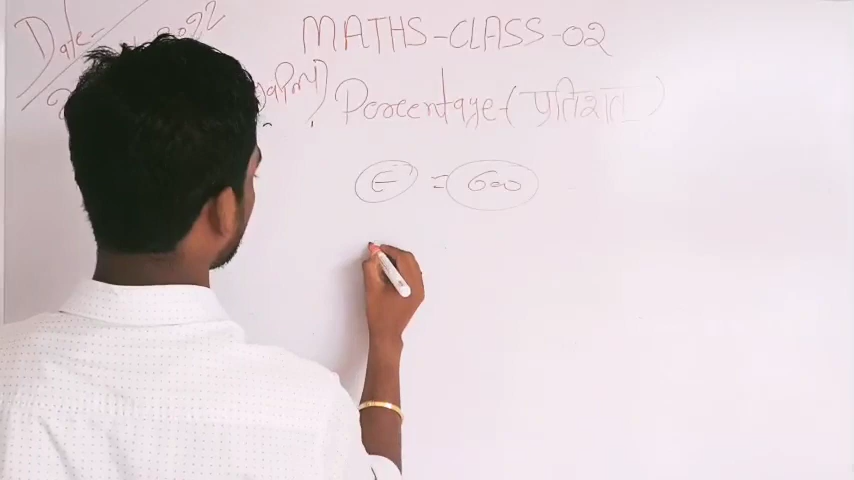 MATHS-CLASS-02
Date
2022
Percentage-(प्रतिशत)
E = 600